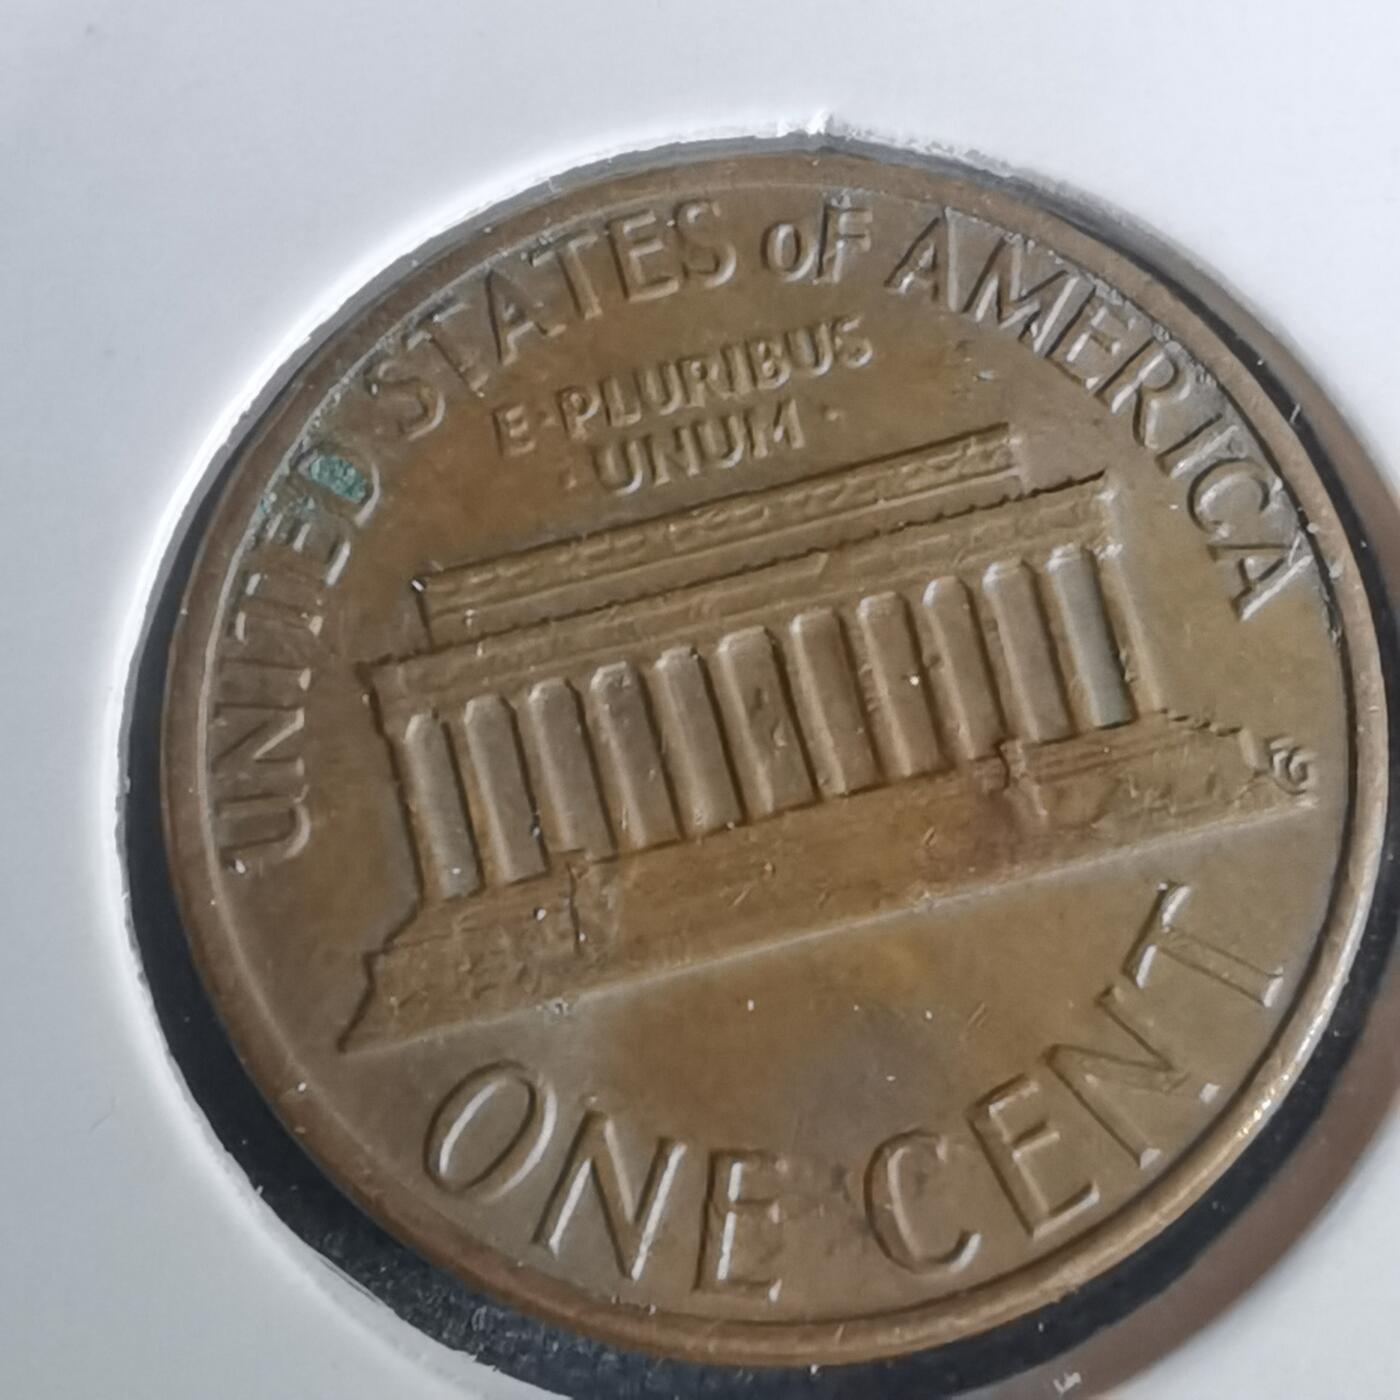 UNITED STATES oF AMERICA
E·PLURIBUS
·UNUM·
ONE CENT